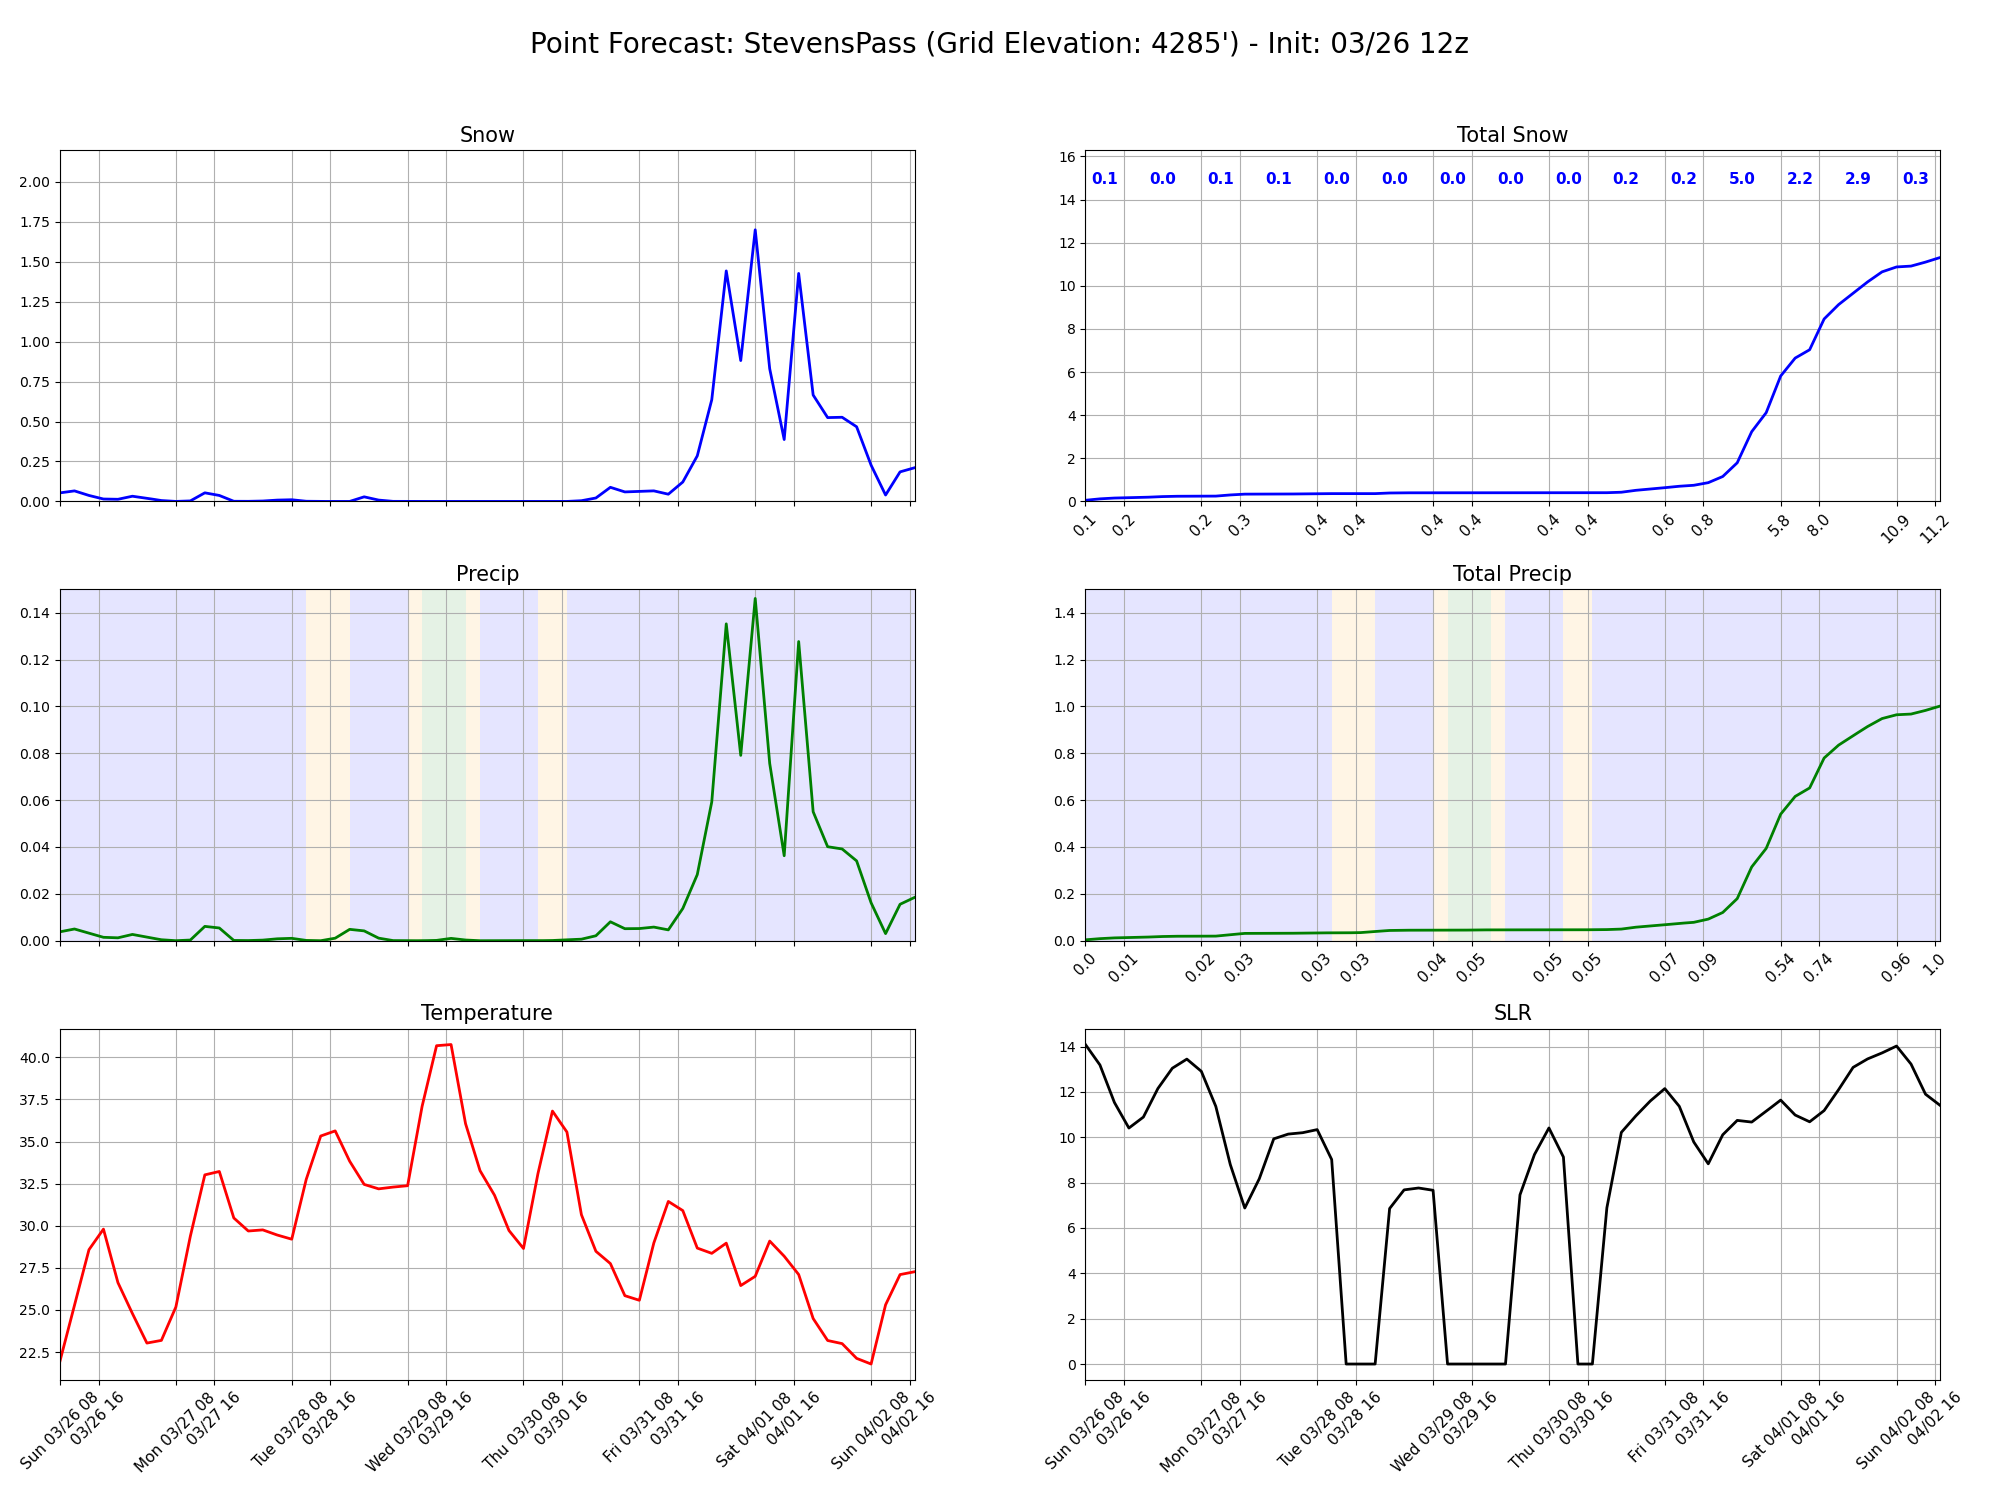 Point Forecast: StevensPass (Grid Elevation: 4285') - Init: 03/26 12z
Snow
2.00
1.75
1.50
1.25
1.00
0.75
0.50
0.25
0.00
Total Snow
16
14
12
10
8
6
4
2
0
0.1 0.0 0.1 0.1 0.0 0.0 0.0 0.0 0.0 0.2 0.2 5.0 2.2 2.9 0.3
0.1 0.2 0.2 0.3 0.4 0.4 0.4 0.4 0.4 0.4 0.6 0.8 5.8 8.0 10.9 11.2
Precip
0.14
0.12
0.10
0.08
0.06
0.04
0.02
0.00
Total Precip
1.4
1.2
1.0
0.8
0.6
0.4
0.2
0.0
0.0 0.01 0.02 0.03 0.03 0.03 0.04 0.05 0.05 0.05 0.07 0.09 0.54 0.74 0.96 1.0
Temperature
40.0
37.5
35.0
32.5
30.0
27.5
25.0
22.5
Sun 03/26 08
03/26 16
Mon 03/27 08
03/27 16
Tue 03/28 08
03/28 16
Wed 03/29 08
03/29 16
Thu 03/30 08
03/30 16
Fri 03/31 08
03/31 16
Sat 04/01 08
04/01 16
Sun 04/02 08
04/02 16
SLR
14
12
10
8
6
4
2
0
Sun 03/26 08
03/26 16
Mon 03/27 08
03/27 16
Tue 03/28 08
03/28 16
Wed 03/29 08
03/29 16
Thu 03/30 08
03/30 16
Fri 03/31 08
03/31 16
Sat 04/01 08
04/01 16
Sun 04/02 08
04/02 16